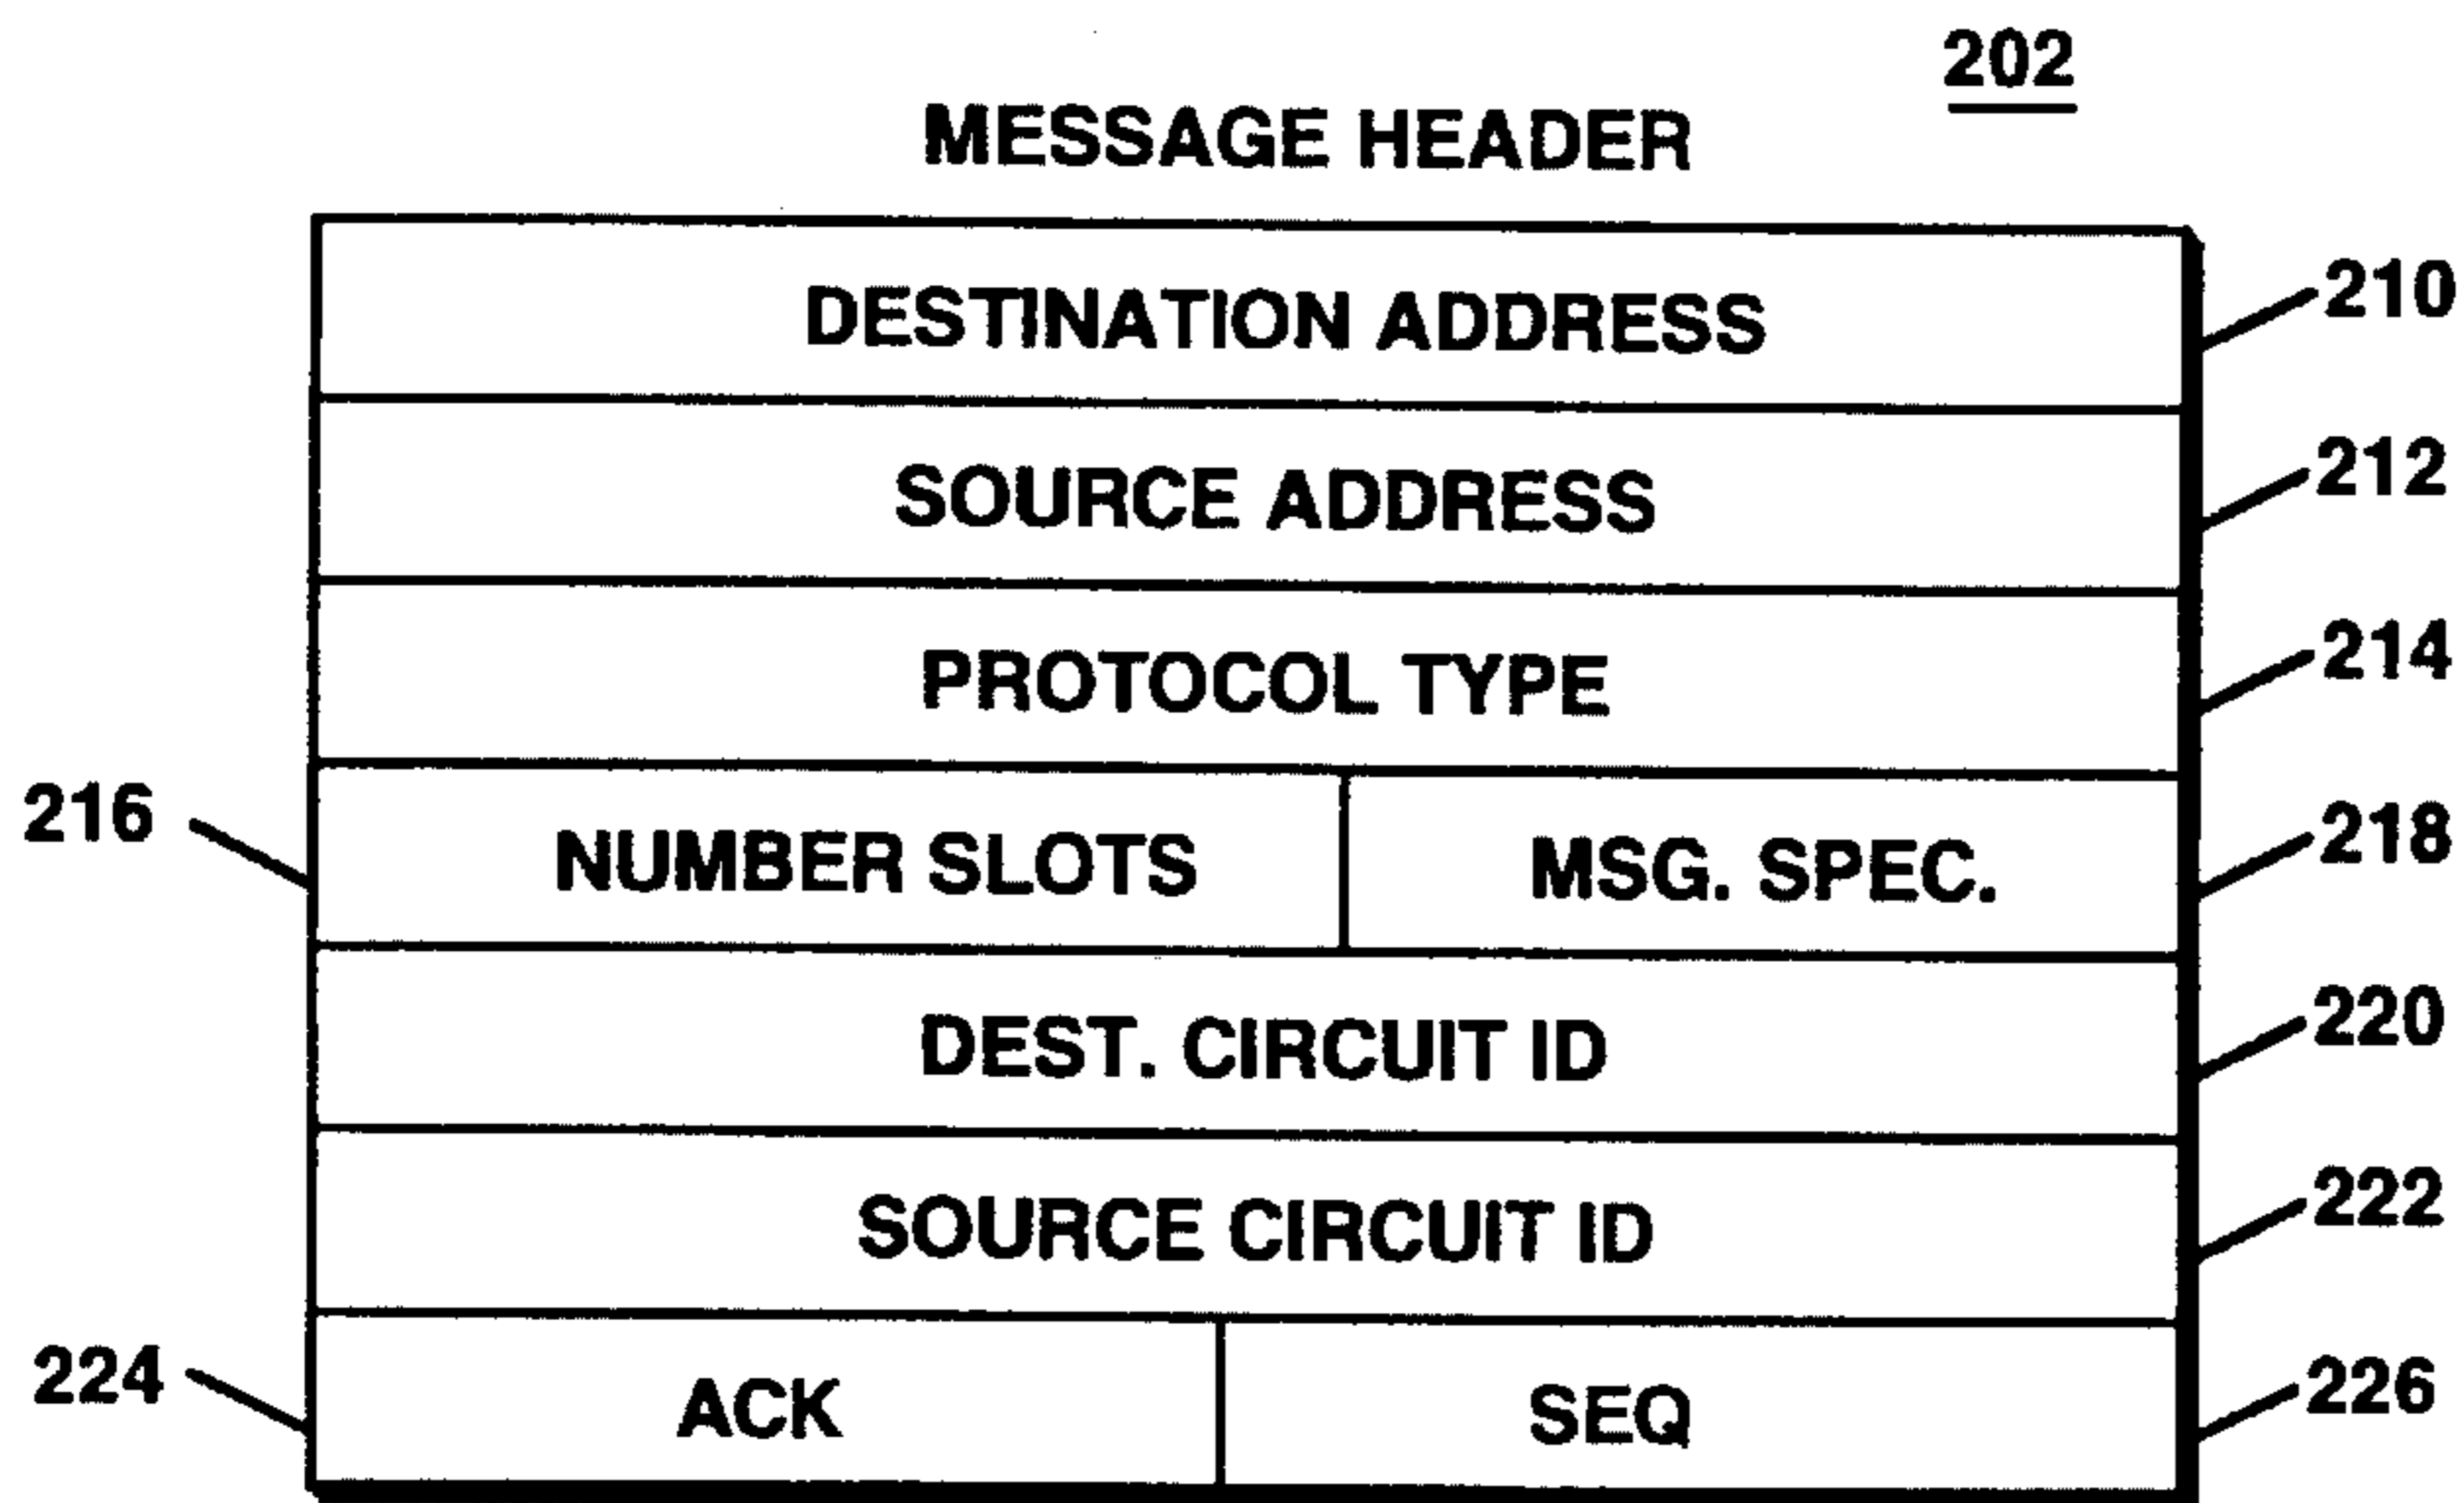 202
MESSAGE HEADER
DESTINATION ADDRESS 210
SOURCE ADDRESS 212
PROTOCOL TYPE 214
216 NUMBER SLOTS MSG. SPEC. 218
DEST. CIRCUIT ID 220
SOURCE CIRCUIT ID 222
224 ACK SEQ 226